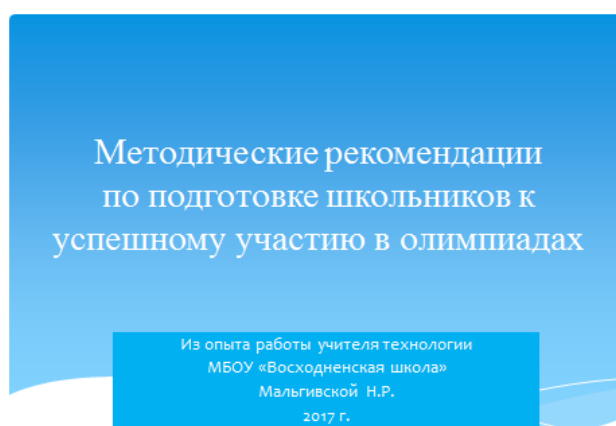 Методические рекомендации
по подготовке школьников к
успешному участию в олимпиадах
Из опыта работы учителя технологии
МБОУ «Восходненская школа»
Мальгивской Н.Р.
2017 г.